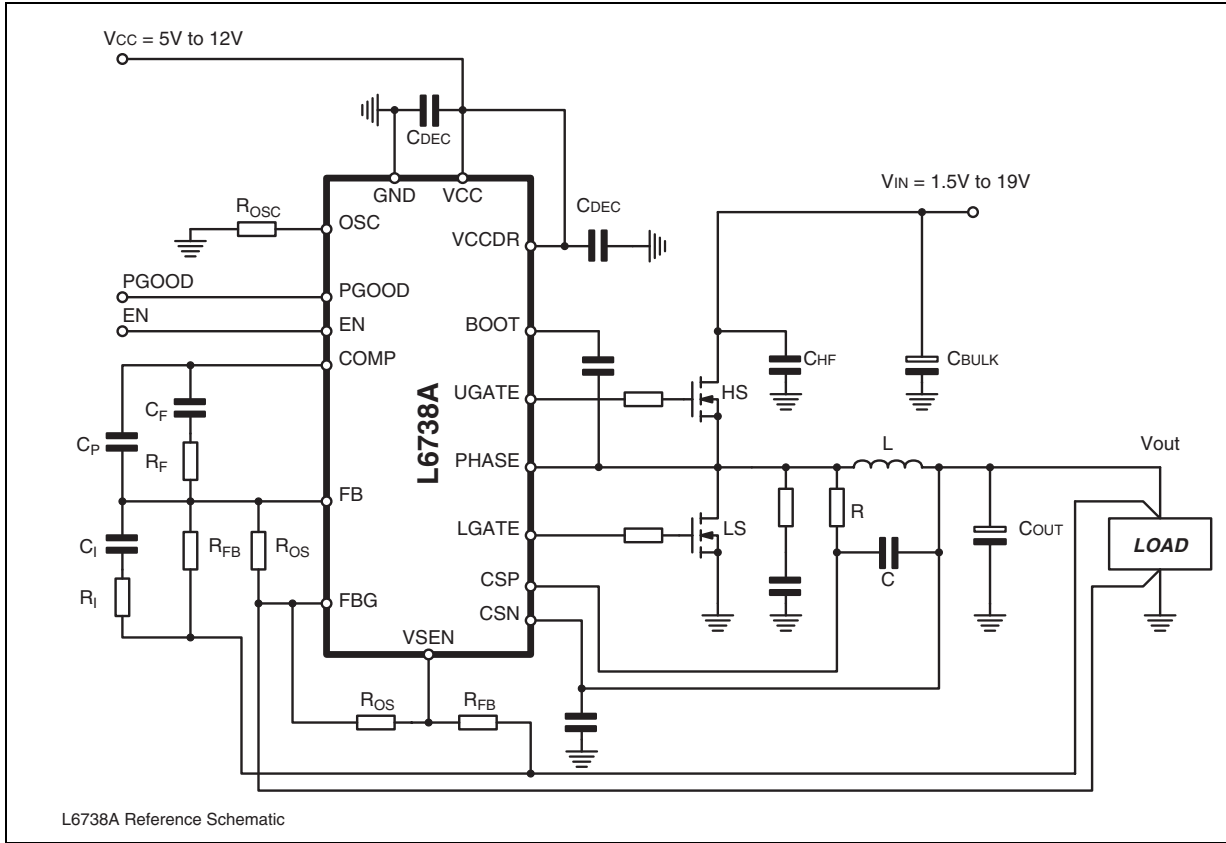 VCC = 5V to 12V
CDEC
GND
VCC
VIN = 1.5V to 19V
ROSC
OSC
CDEC
VCCDR
PGOOD
PGOOD
EN
EN
BOOT
COMP
CHF
CBULK
UGATE
HS
CF
CP
RF
L6738A
PHASE
L
Vout
FB
R
LGATE
LS
COUT
CI
RFB
ROS
C
LOAD
RI
CSP
FBG
CSN
VSEN
ROS
RFB
L6738A Reference Schematic